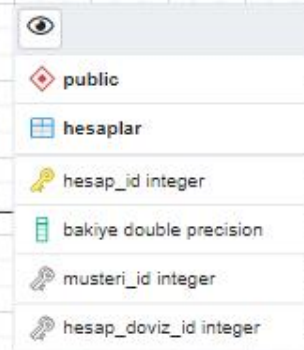 public
hesaplar
hesap_id integer
bakiye double precision
musteri_id integer
hesap_doviz_id integer